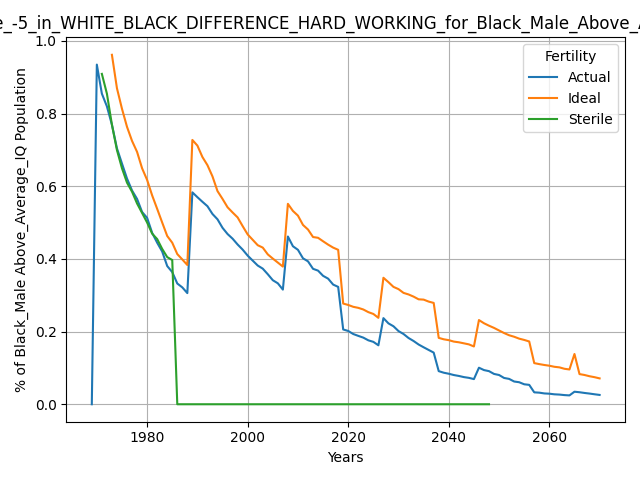 e_-5_in_WHITE_BLACK_DIFFERENCE_HARD_WORKING_for_Black_Male_Above_A
% of Black_Male Above_Average_IQ Population
1.0
0.8
0.6
0.4
0.2
0.0
Fertility
Actual
Ideal
Sterile
1980
2000
2020
2040
2060
Years